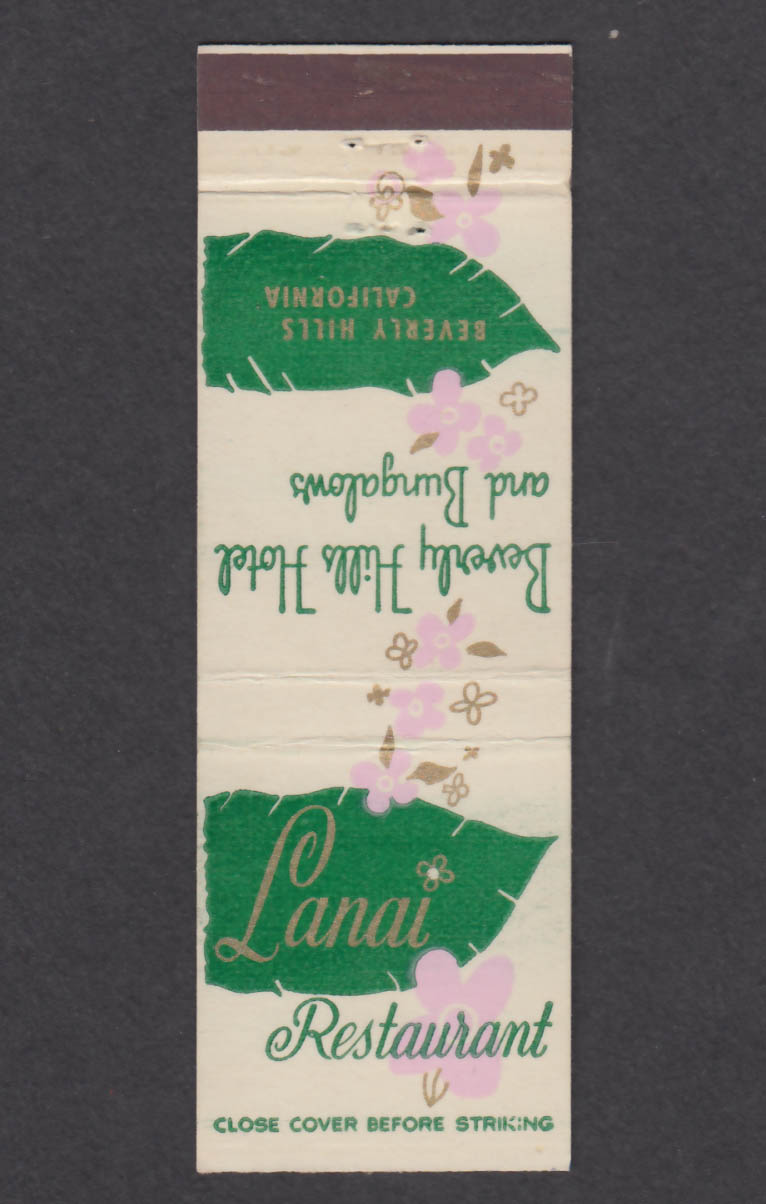 Beverly Hills Hotel
and Bungalows
BEVERLY HILLS
CALIFORNIA
Lanai
Restaurant
CLOSE COVER BEFORE STRIKING